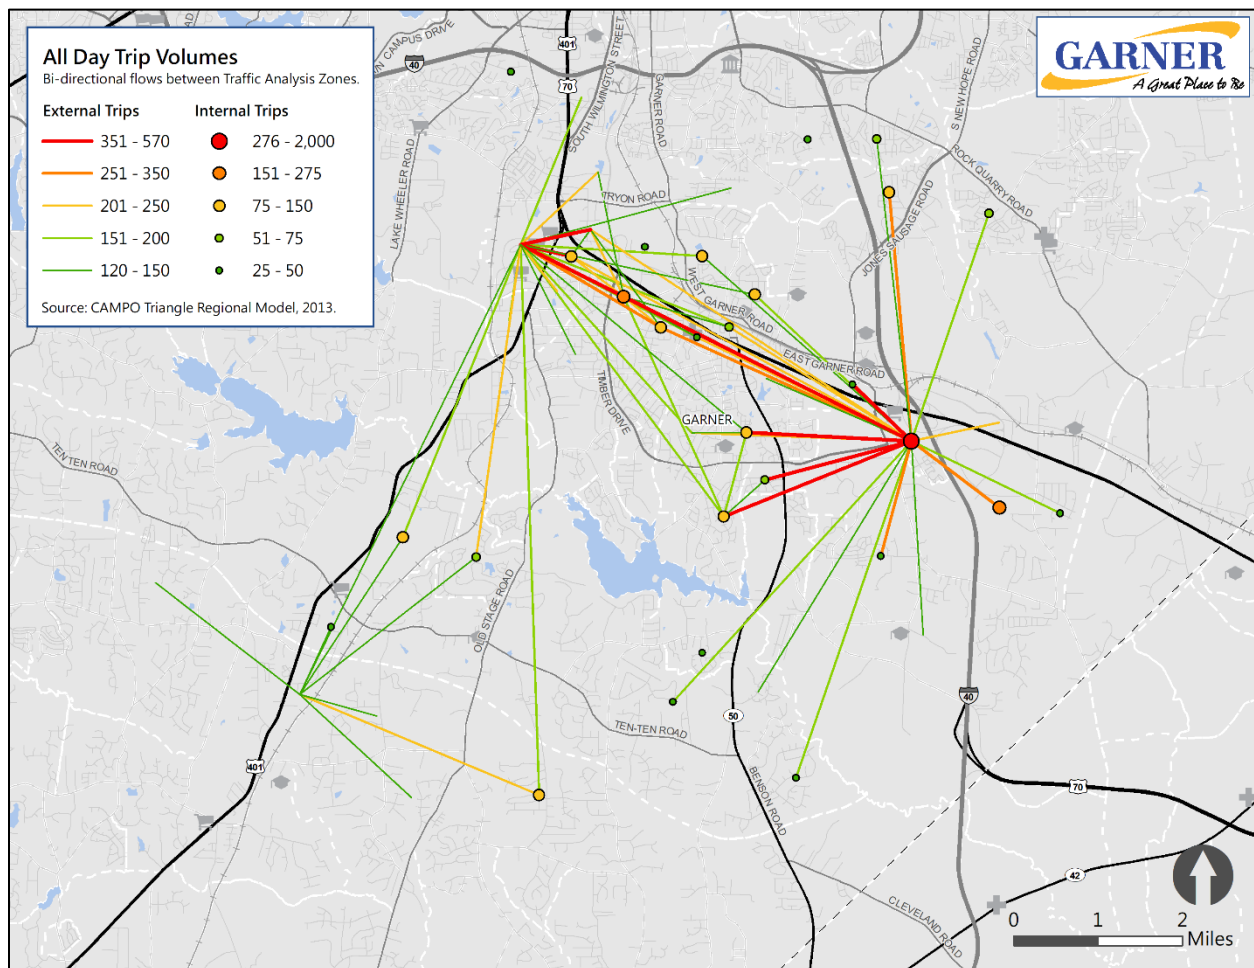 All Day Trip Volumes
Bi-directional flows between Traffic Analysis Zones.
External Trips Internal Trips
351 - 570 276 - 2,000
251 - 350 151 - 275
201 - 250 75 - 150
151 - 200 51 - 75
120 - 150 25 - 50
Source: CAMPO Triangle Regional Model, 2013.
GARNER
A Great Place to Be
CAMPUS DRIVE
40
401
70
SOUTH WILMINGTON STREET
GARNER ROAD
S NEW HOPE ROAD
ROCK QUARRY ROAD
LAKE WHEELER ROAD
TRYON ROAD
JONES SAUSAGE ROAD
WEST GARNER ROAD
EAST GARNER ROAD
TIMBER DRIVE
GARNER
TEN TEN ROAD
OLD STAGE ROAD
TEN-TEN ROAD
50
40
401
BENSON ROAD
70
42
CLEVELAND ROAD
0 1 2
Miles